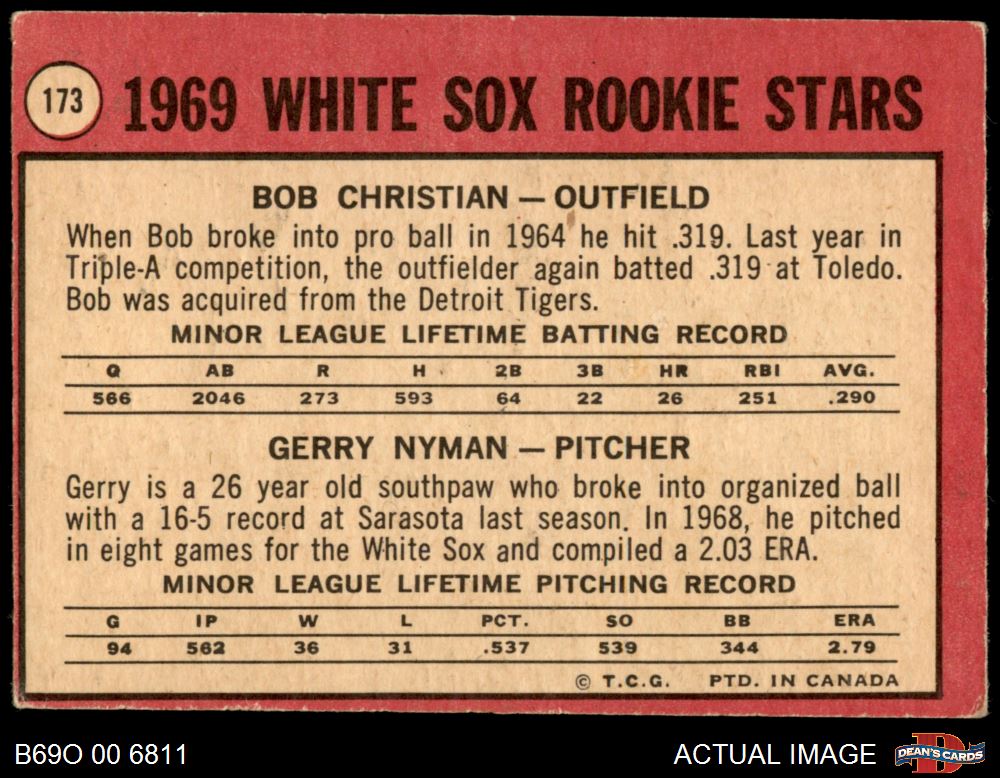 173
1969 WHITE SOX ROOKIE STARS
BOB CHRISTIAN — OUTFIELD
When Bob broke into pro ball in 1964 he hit .319. Last year in
Triple-A competition, the outfielder again batted .319 at Toledo.
Bob was acquired from the Detroit Tigers.
MINOR LEAGUE LIFETIME BATTING RECORD
G AB R H 2B 3B HR RBI AVG.
566 2046 273 593 64 22 26 251 .290
GERRY NYMAN — PITCHER
Gerry is a 26 year old southpaw who broke into organized ball
with a 16-5 record at Sarasota last season. In 1968, he pitched
in eight games for the White Sox and compiled a 2.03 ERA.
MINOR LEAGUE LIFETIME PITCHING RECORD
G IP W L PCT. SO BB ERA
94 562 36 31 .537 539 344 2.79
© T.C.G. PTD. IN CANADA
B69O 00 6811
ACTUAL IMAGE
D
DEAN'S CARDS